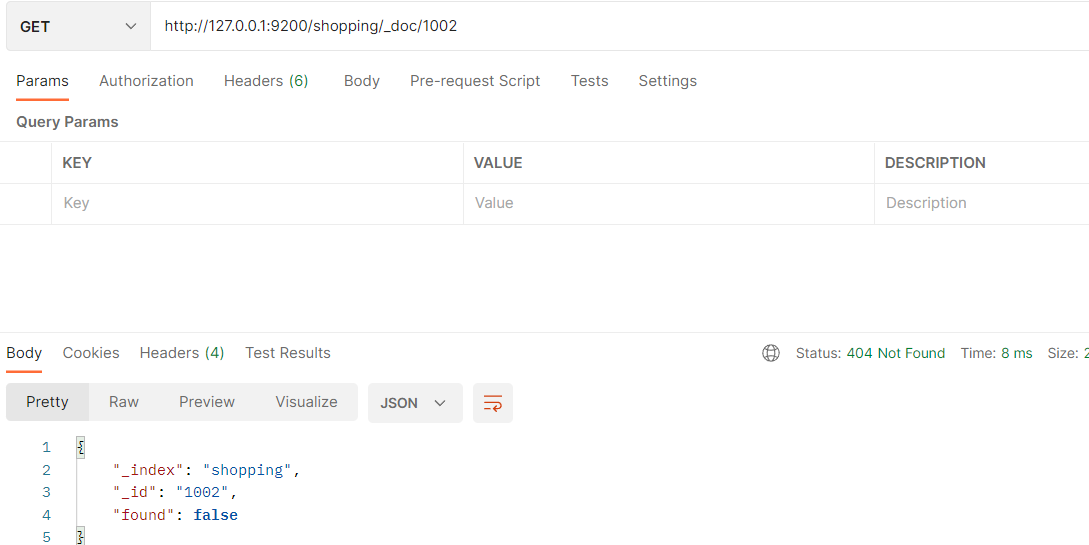 GET http://127.0.0.1:9200/shopping/_doc/1002
Params Authorization Headers (6) Body Pre-request Script Tests Settings
Query Params
KEY VALUE DESCRIPTION
Key Value Description
Body Cookies Headers (4) Test Results Status: 404 Not Found Time: 8 ms Size:
Pretty Raw Preview Visualize JSON
1 {
2 "_index": "shopping",
3 "_id": "1002",
4 "found": false
5 }